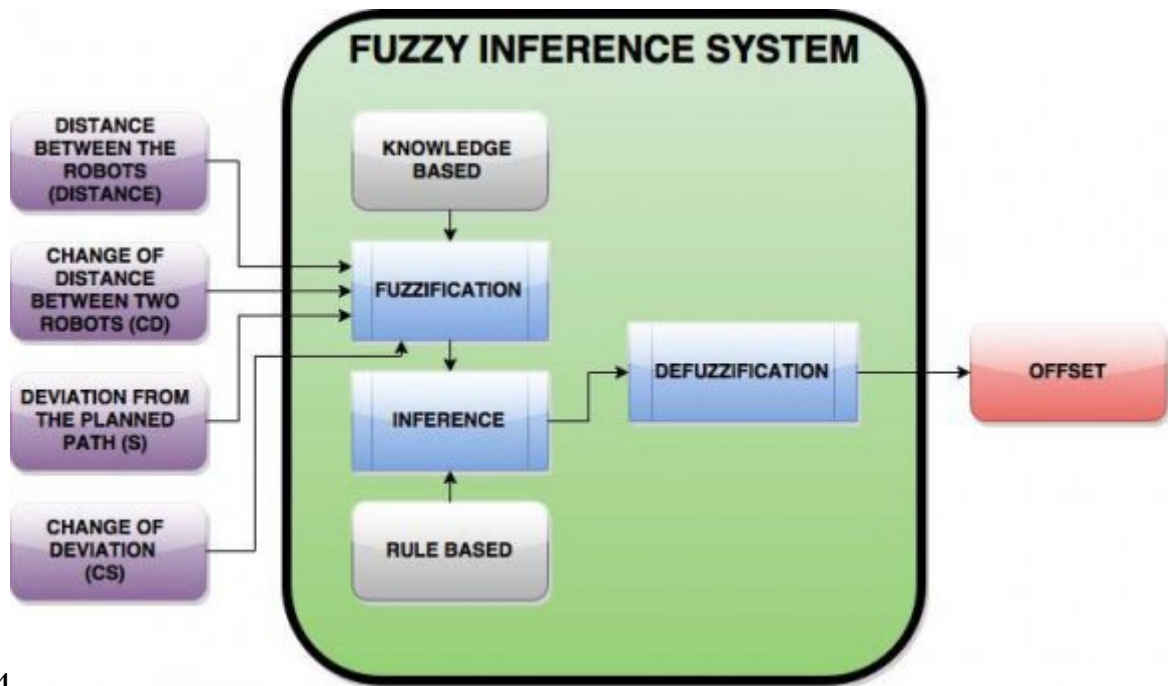 FUZZY INFERENCE SYSTEM
DISTANCE
BETWEEN THE
ROBOTS
(DISTANCE)
CHANGE OF
DISTANCE
BETWEEN TWO
ROBOTS (CD)
DEVIATION FROM
THE PLANNED
PATH (S)
CHANGE OF
DEVIATION
(CS)
KNOWLEDGE
BASED
FUZZIFICATION
INFERENCE
RULE BASED
DEFUZZIFICATION
OFFSET